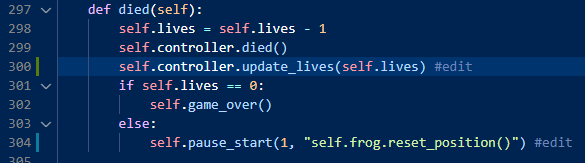 297 def died(self):
298 self.lives = self.lives - 1
299 self.controller.died()
300 self.controller.update_lives(self.lives) #edit
301 if self.lives == 0:
302 self.game_over()
303 else:
304 self.pause_start(1, "self.frog.reset_position()") #edit
305